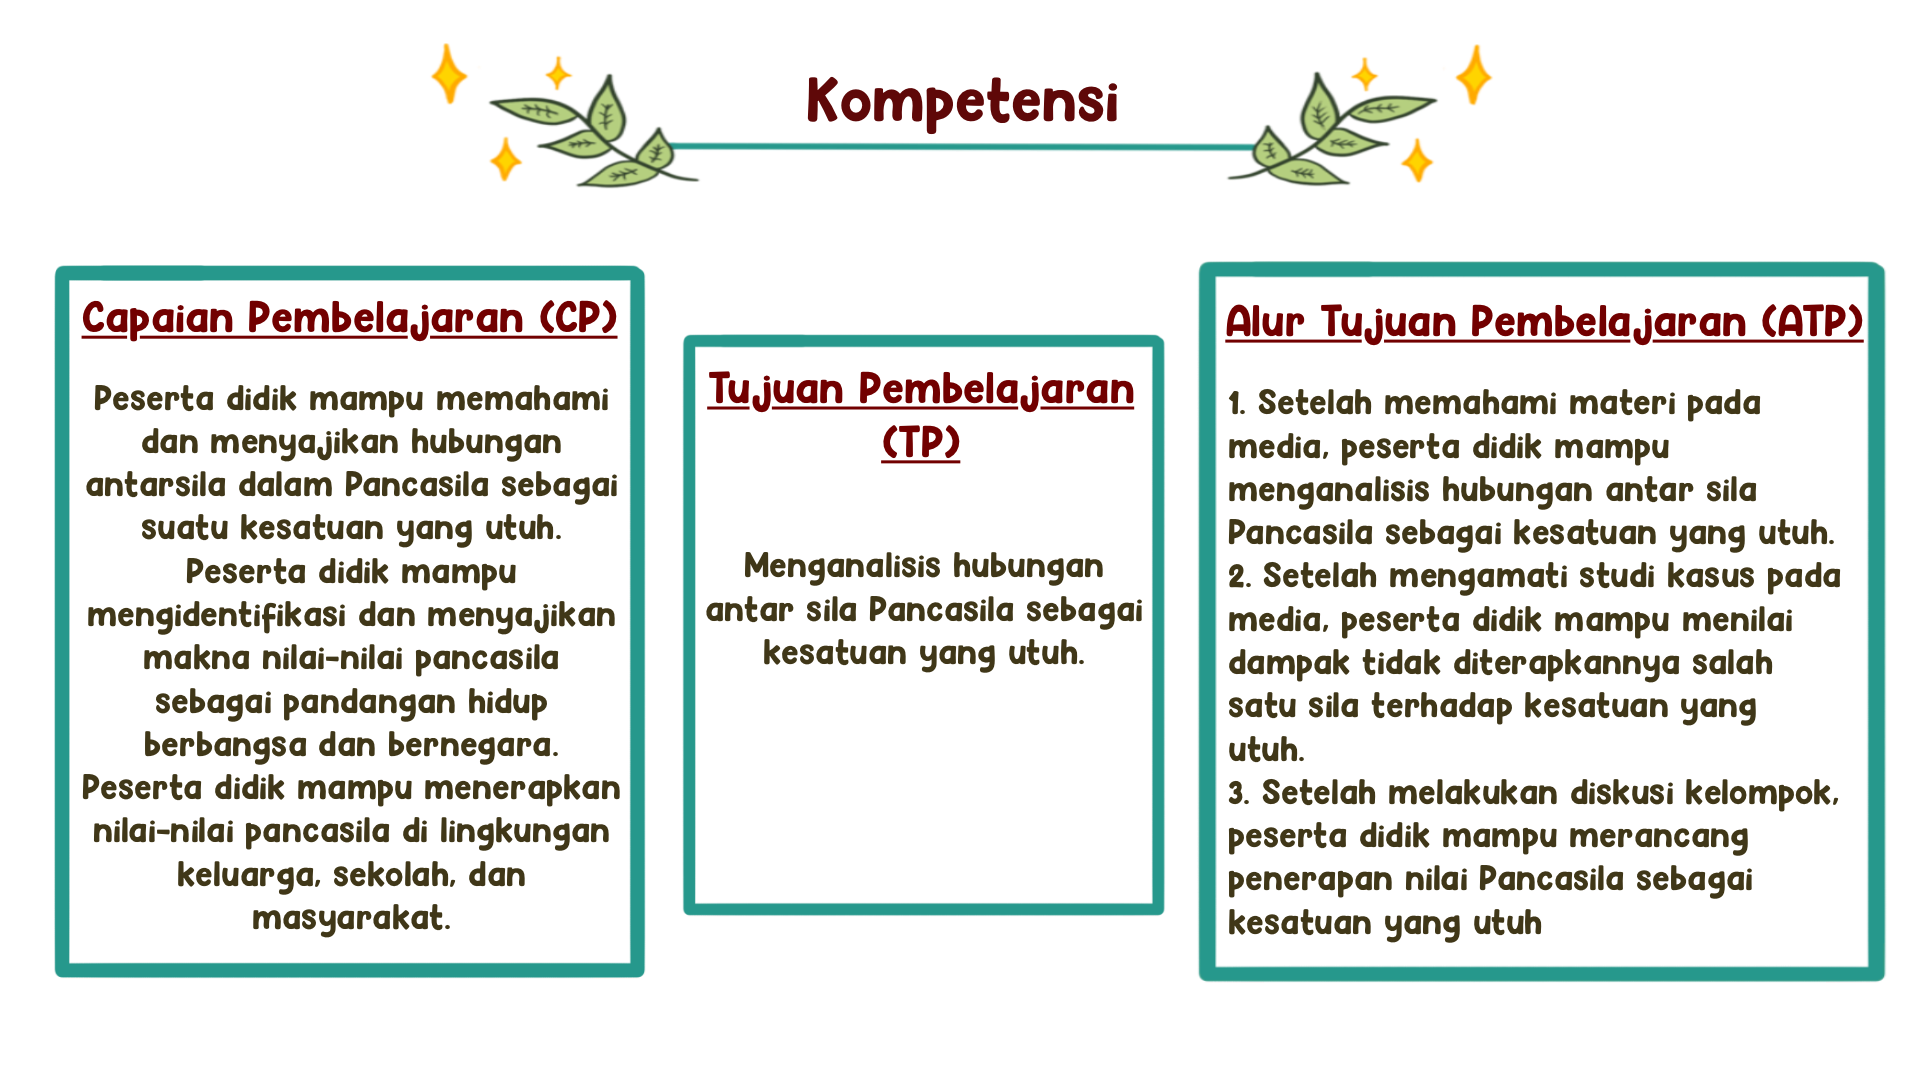 Kompetensi
Capaian Pembelajaran (CP)
Peserta didik mampu memahami
dan menyajikan hubungan
antarsila dalam Pancasila sebagai
suatu kesatuan yang utuh.
Peserta didik mampu
mengidentifikasi dan menyajikan
makna nilai-nilai pancasila
sebagai pandangan hidup
berbangsa dan bernegara.
Peserta didik mampu menerapkan
nilai-nilai pancasila di lingkungan
keluarga, sekolah, dan
masyarakat.
Tujuan Pembelajaran
(TP)
Menganalisis hubungan
antar sila Pancasila sebagai
kesatuan yang utuh.
Alur Tujuan Pembelajaran (ATP)
1. Setelah memahami materi pada
media, peserta didik mampu
menganalisis hubungan antar sila
Pancasila sebagai kesatuan yang utuh.
2. Setelah mengamati studi kasus pada
media, peserta didik mampu menilai
dampak tidak diterapkannya salah
satu sila terhadap kesatuan yang
utuh.
3. Setelah melakukan diskusi kelompok,
peserta didik mampu merancang
penerapan nilai Pancasila sebagai
kesatuan yang utuh